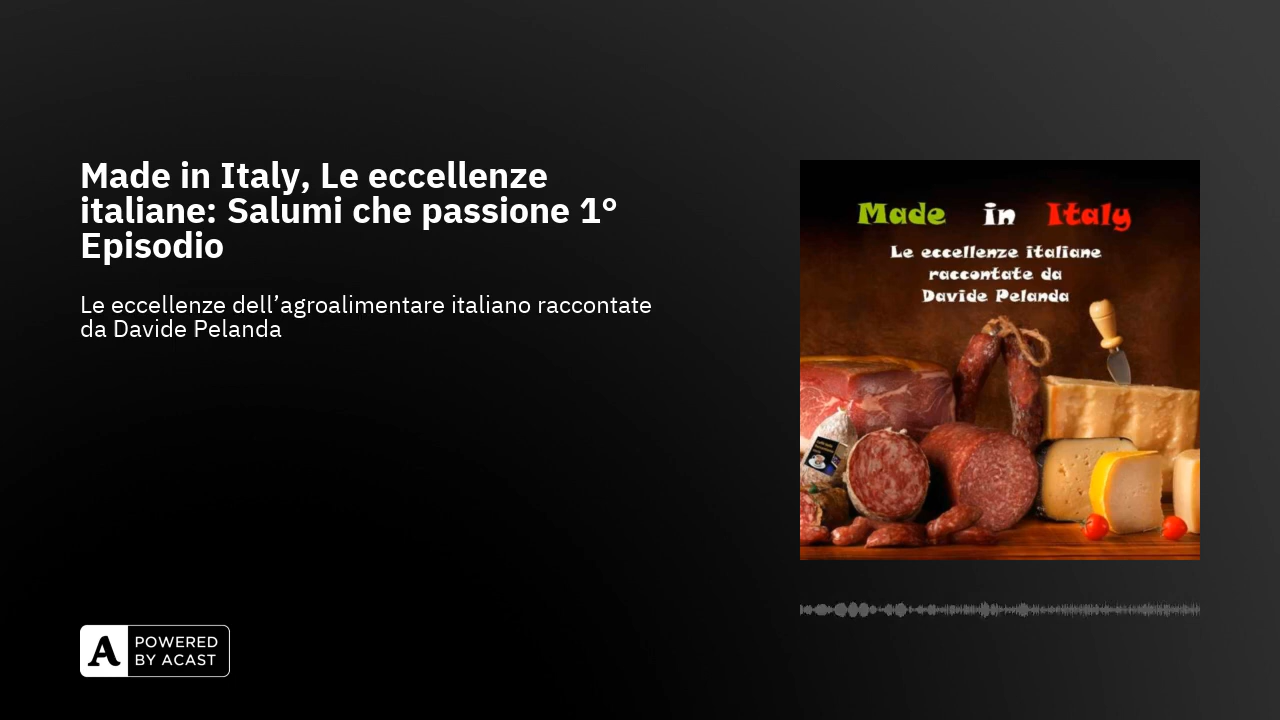 Made in Italy, Le eccellenze
italiane: Salumi che passione 1°
Episodio
Le eccellenze dell’agroalimentare italiano raccontate
da Davide Pelanda
Made in Italy
Le eccellenze italiane
raccontate da
Davide Pelanda
A POWERED
BY ACAST